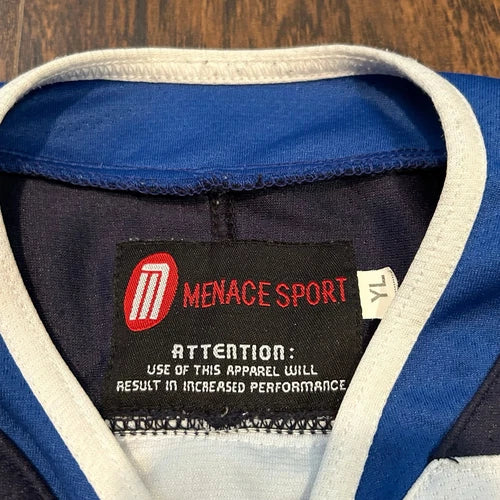 M MENACE SPORT
YL
ATTENTION:
USE OF THIS APPAREL WILL
RESULT IN INCREASED PERFORMANCE